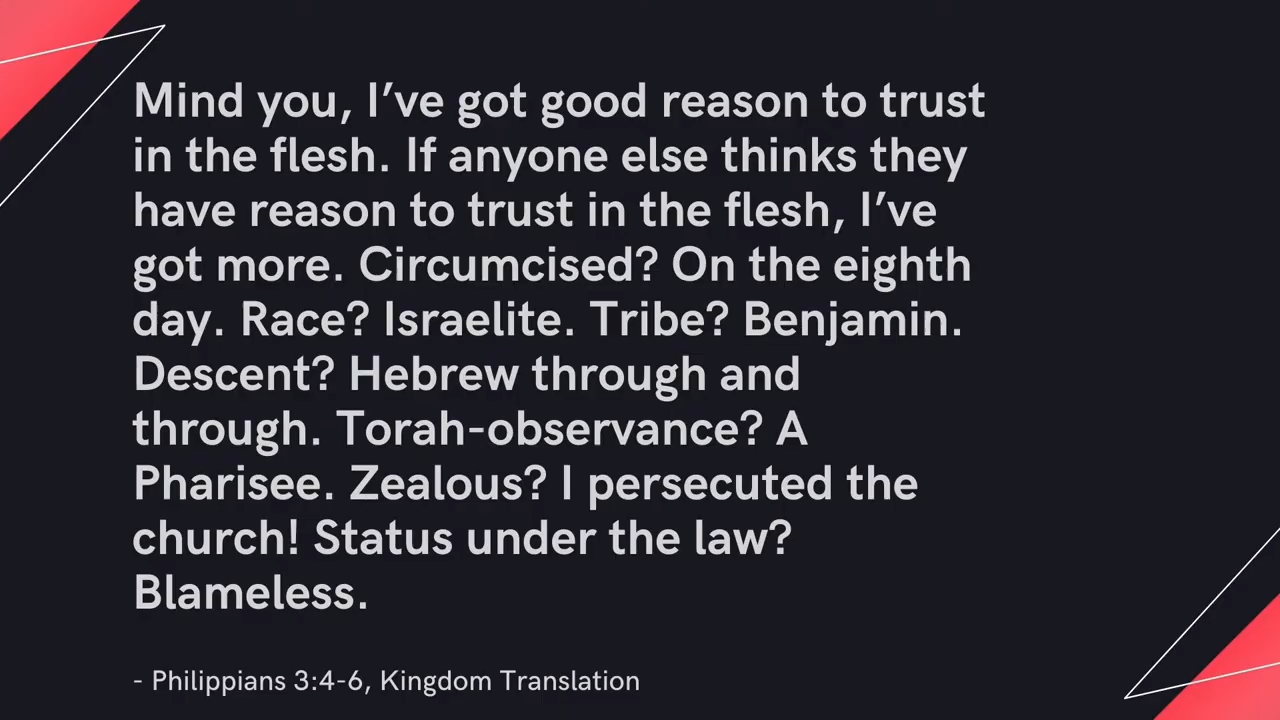 Mind you, I’ve got good reason to trust
in the flesh. If anyone else thinks they
have reason to trust in the flesh, I’ve
got more. Circumcised? On the eighth
day. Race? Israelite. Tribe? Benjamin.
Descent? Hebrew through and
through. Torah-observance? A
Pharisee. Zealous? I persecuted the
church! Status under the law?
Blameless.
- Philippians 3:4-6, Kingdom Translation